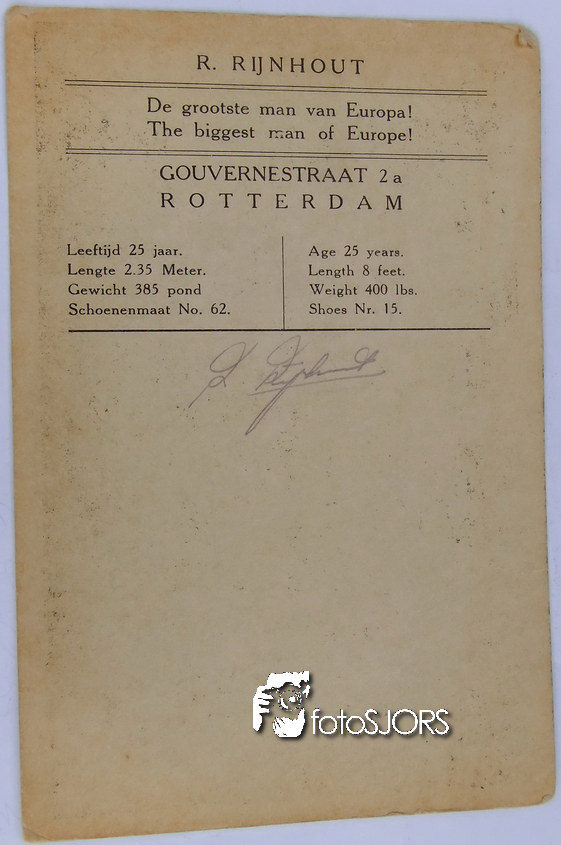 R. RIJNHOUT
De grootste man van Europa!
The biggest man of Europe!
GOUVERNESTRAAT 2a
ROTTERDAM
Leeftijd 25 jaar.
Lengte 2.35 Meter.
Gewicht 385 pond
Schoenenmaat No. 62.
Age 25 years.
Length 8 feet.
Weight 400 lbs.
Shoes Nr. 15.
R. Rijnhout
fotoSJORS